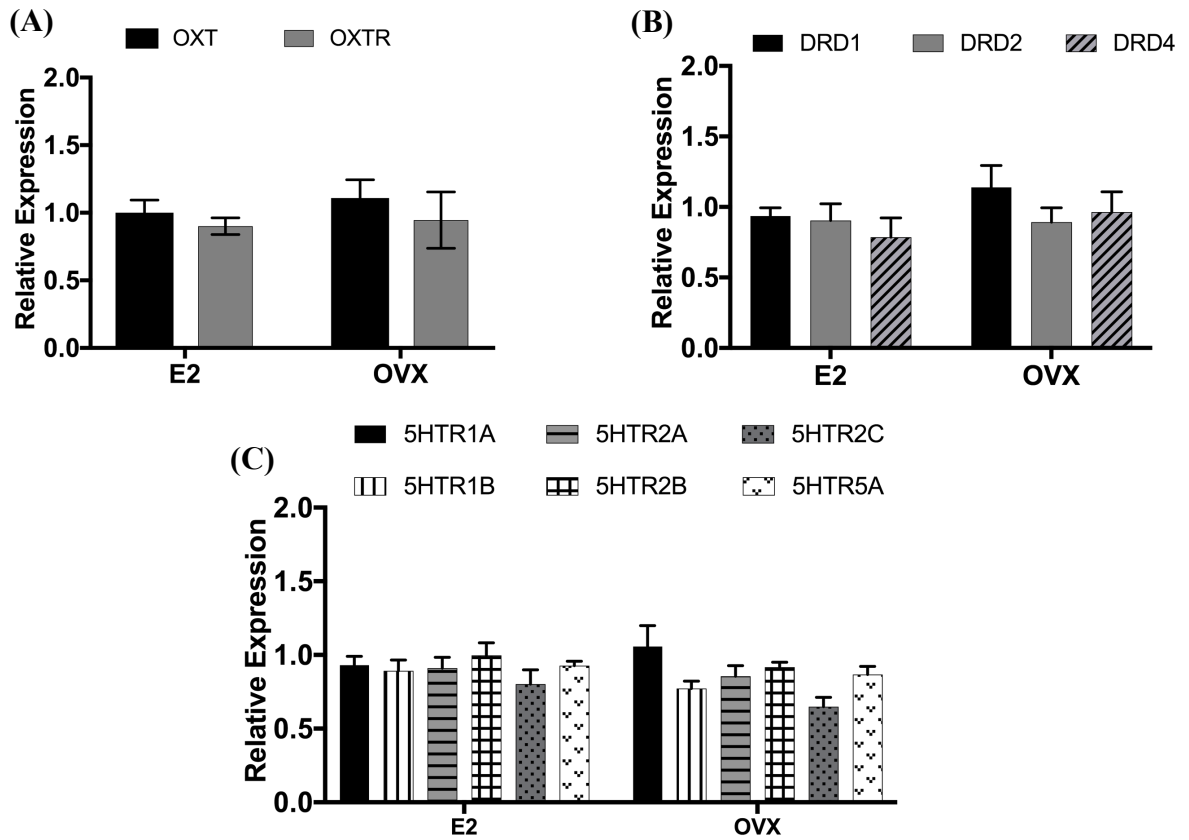 (A)
OXT OXTR
2.0
1.5
1.0
0.5
0.0
Relative Expression
E2 OVX
(B)
DRD1 DRD2 DRD4
2.0
1.5
1.0
0.5
0.0
Relative Expression
E2 OVX
(C)
5HTR1A 5HTR2A 5HTR2C
5HTR1B 5HTR2B 5HTR5A
2.0
1.5
1.0
0.5
0.0
Relative Expression
E2 OVX